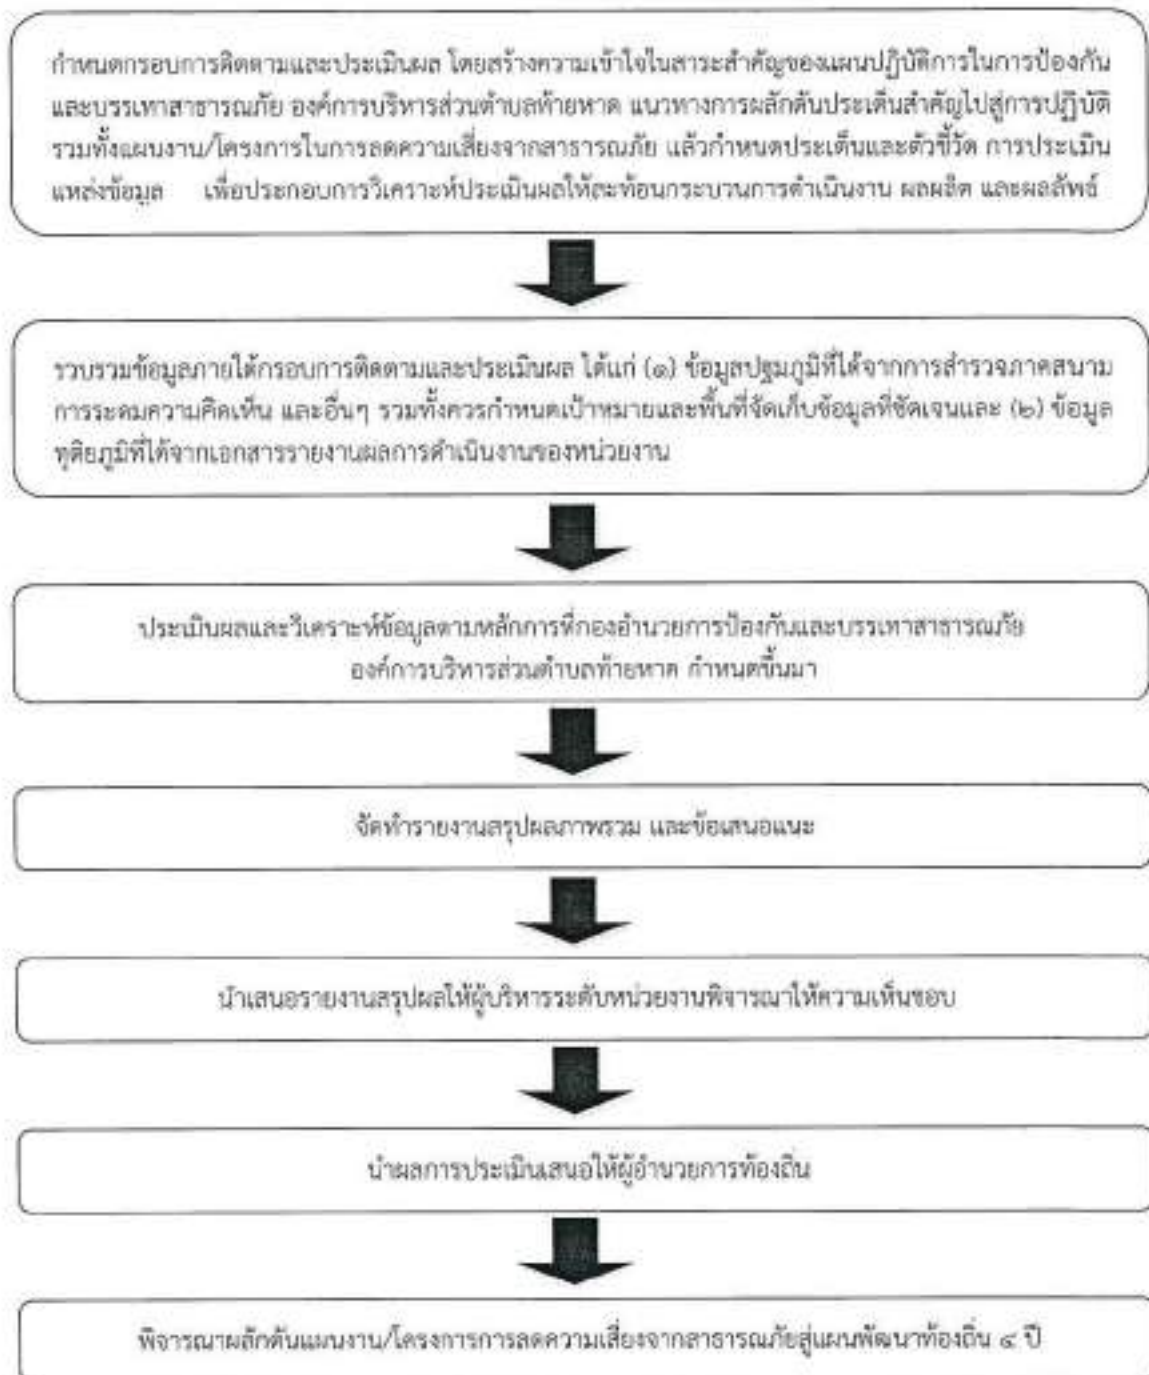 กำหนดกรอบการติดตามและประเมินผล โดยสร้างความเข้าใจในสาระสำคัญของแผนปฏิบัติการในการป้องกัน
และบรรเทาสาธารณภัย องค์การบริหารส่วนตำบลท้ายหาด แนวทางการผลักดันประเด็นสำคัญไปสู่การปฏิบัติ
รวมทั้งแผนงาน/โครงการในการลดความเสี่ยงจากสาธารณภัย แล้วกำหนดประเด็นและตัวชี้วัด การประเมิน
แหล่งข้อมูล เพื่อประกอบการวิเคราะห์ประเมินผลให้สะท้อนกระบวนการดำเนินงาน ผลผลิต และผลลัพธ์
รวบรวมข้อมูลภายใต้กรอบการติดตามและประเมินผล ได้แก่ (๑) ข้อมูลปฐมภูมิที่ได้จากการสำรวจภาคสนาม
การระดมความคิดเห็น และอื่นๆ รวมทั้งควรกำหนดเป้าหมายและพื้นที่จัดเก็บข้อมูลที่ชัดเจนและ (๒) ข้อมูล
ทุติยภูมิที่ได้จากเอกสารรายงานผลการดำเนินงานของหน่วยงาน
ประเมินผลและวิเคราะห์ข้อมูลตามหลักการที่กองอำนวยการป้องกันและบรรเทาสาธารณภัย
องค์การบริหารส่วนตำบลท้ายหาด กำหนดขึ้นมา
จัดทำรายงานสรุปผลภาพรวม และข้อเสนอแนะ
นำเสนอรายงานสรุปผลให้ผู้บริหารระดับหน่วยงานพิจารณาให้ความเห็นชอบ
นำผลการประเมินเสนอให้ผู้อำนวยการท้องถิ่น
พิจารณาผลักดันแผนงาน/โครงการการลดความเสี่ยงจากสาธารณภัยสู่แผนพัฒนาท้องถิ่น ๔ ปี